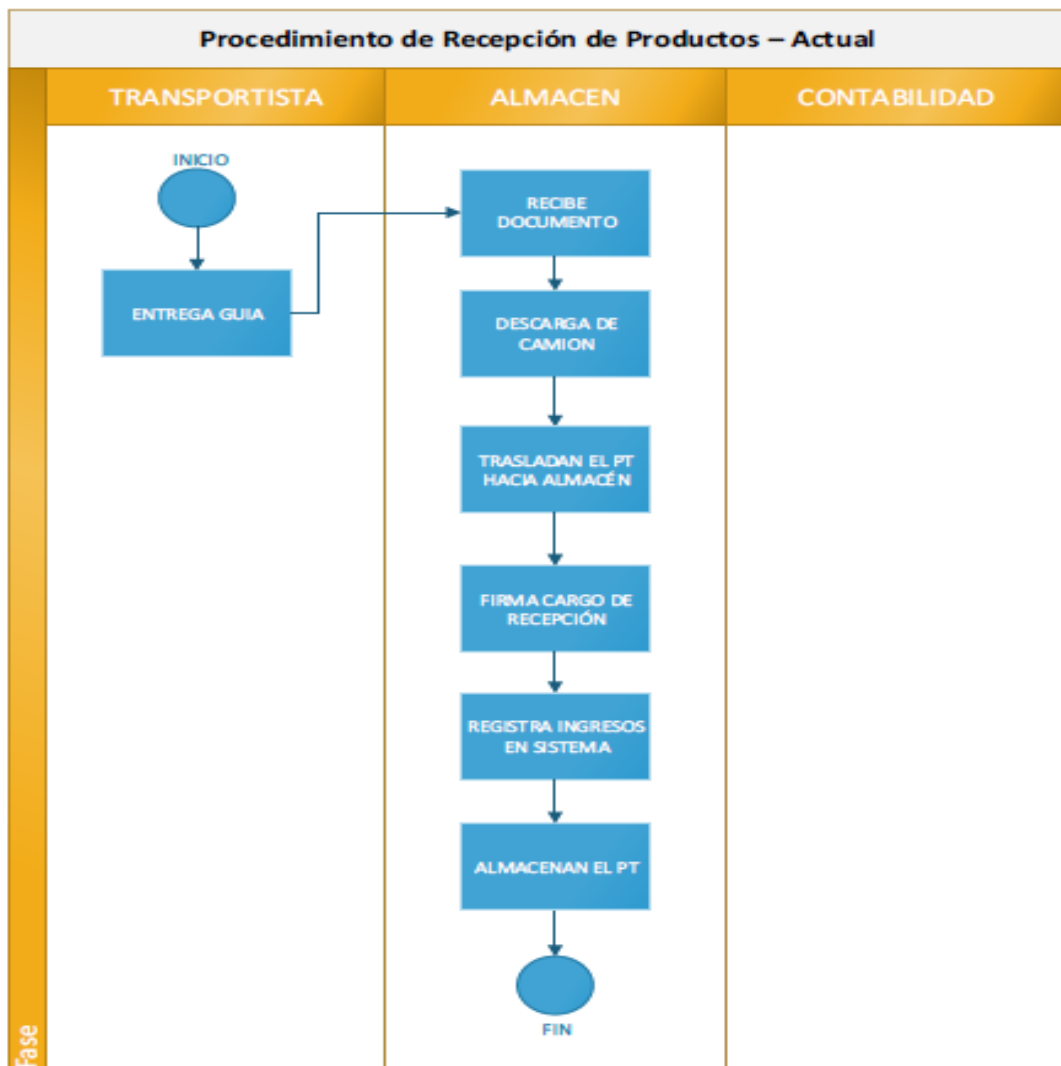 Procedimiento de Recepción de Productos – Actual
TRANSPORTISTA
ALMACEN
CONTABILIDAD
INICIO
ENTREGA GUIA
RECIBE
DOCUMENTO
DESCARGA DE
CAMION
TRASLADAN EL PT
HACIA ALMACÉN
FIRMA CARGO DE
RECEPCIÓN
REGISTRA INGRESOS
EN SISTEMA
ALMACENAN EL PT
FIN
Fase